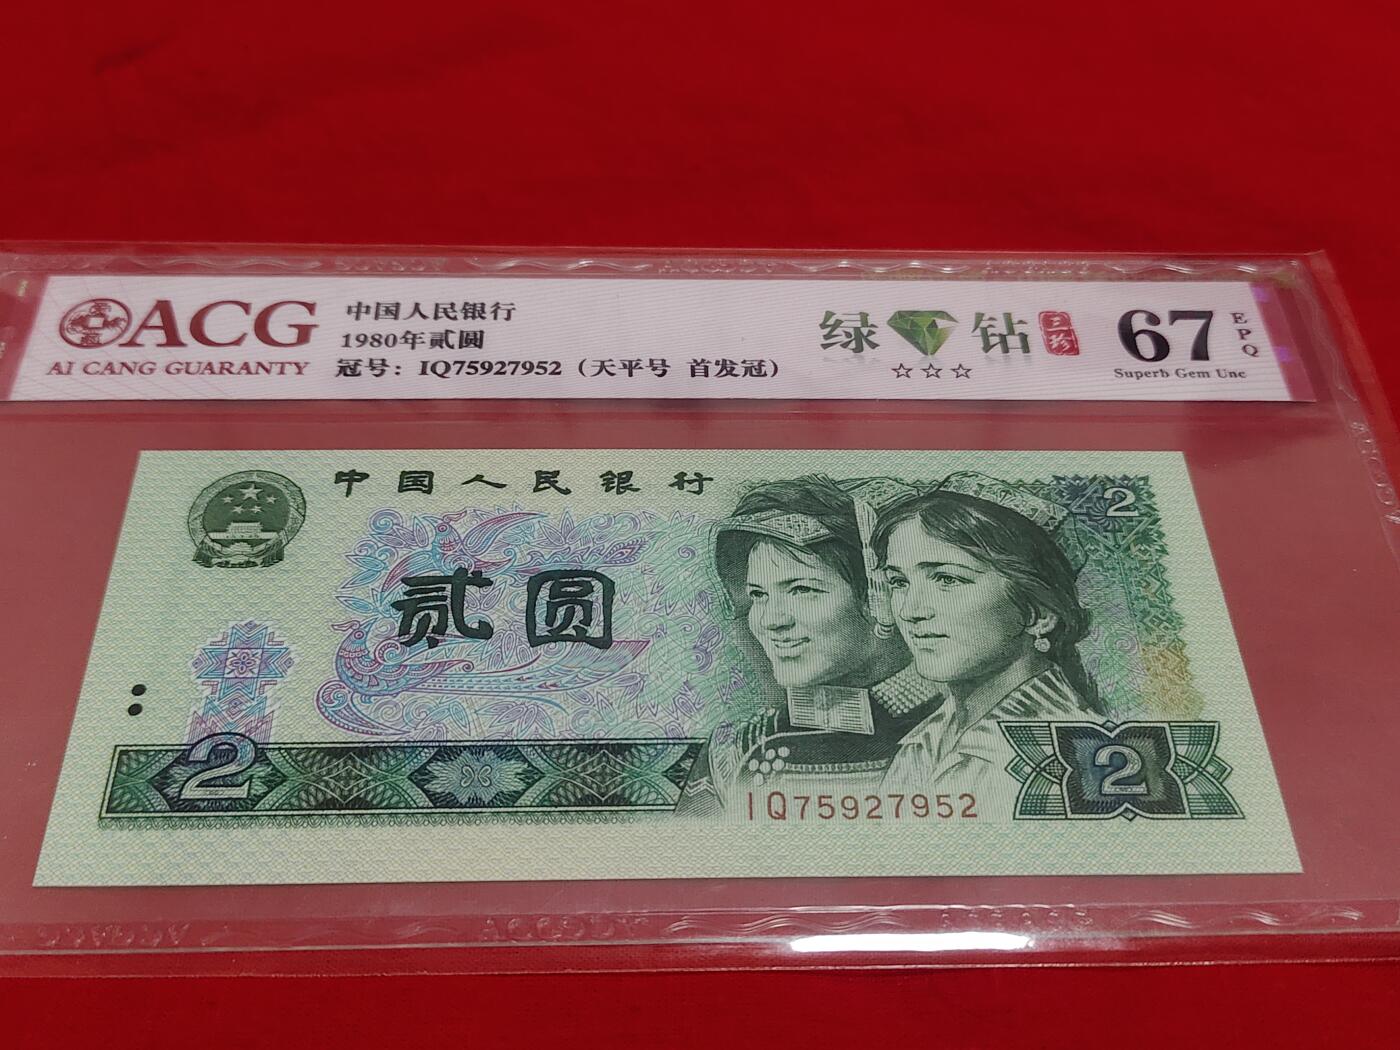 ACG
AI CANG GUARANTY
中国人民银行
1980年贰圆
冠号：IQ75927952（天平号 首发冠）
绿 钻 三珍
☆☆☆
67 EPQ
Superb Gem Unc
中国人民银行
2
贰圆
2
2
IQ75927952